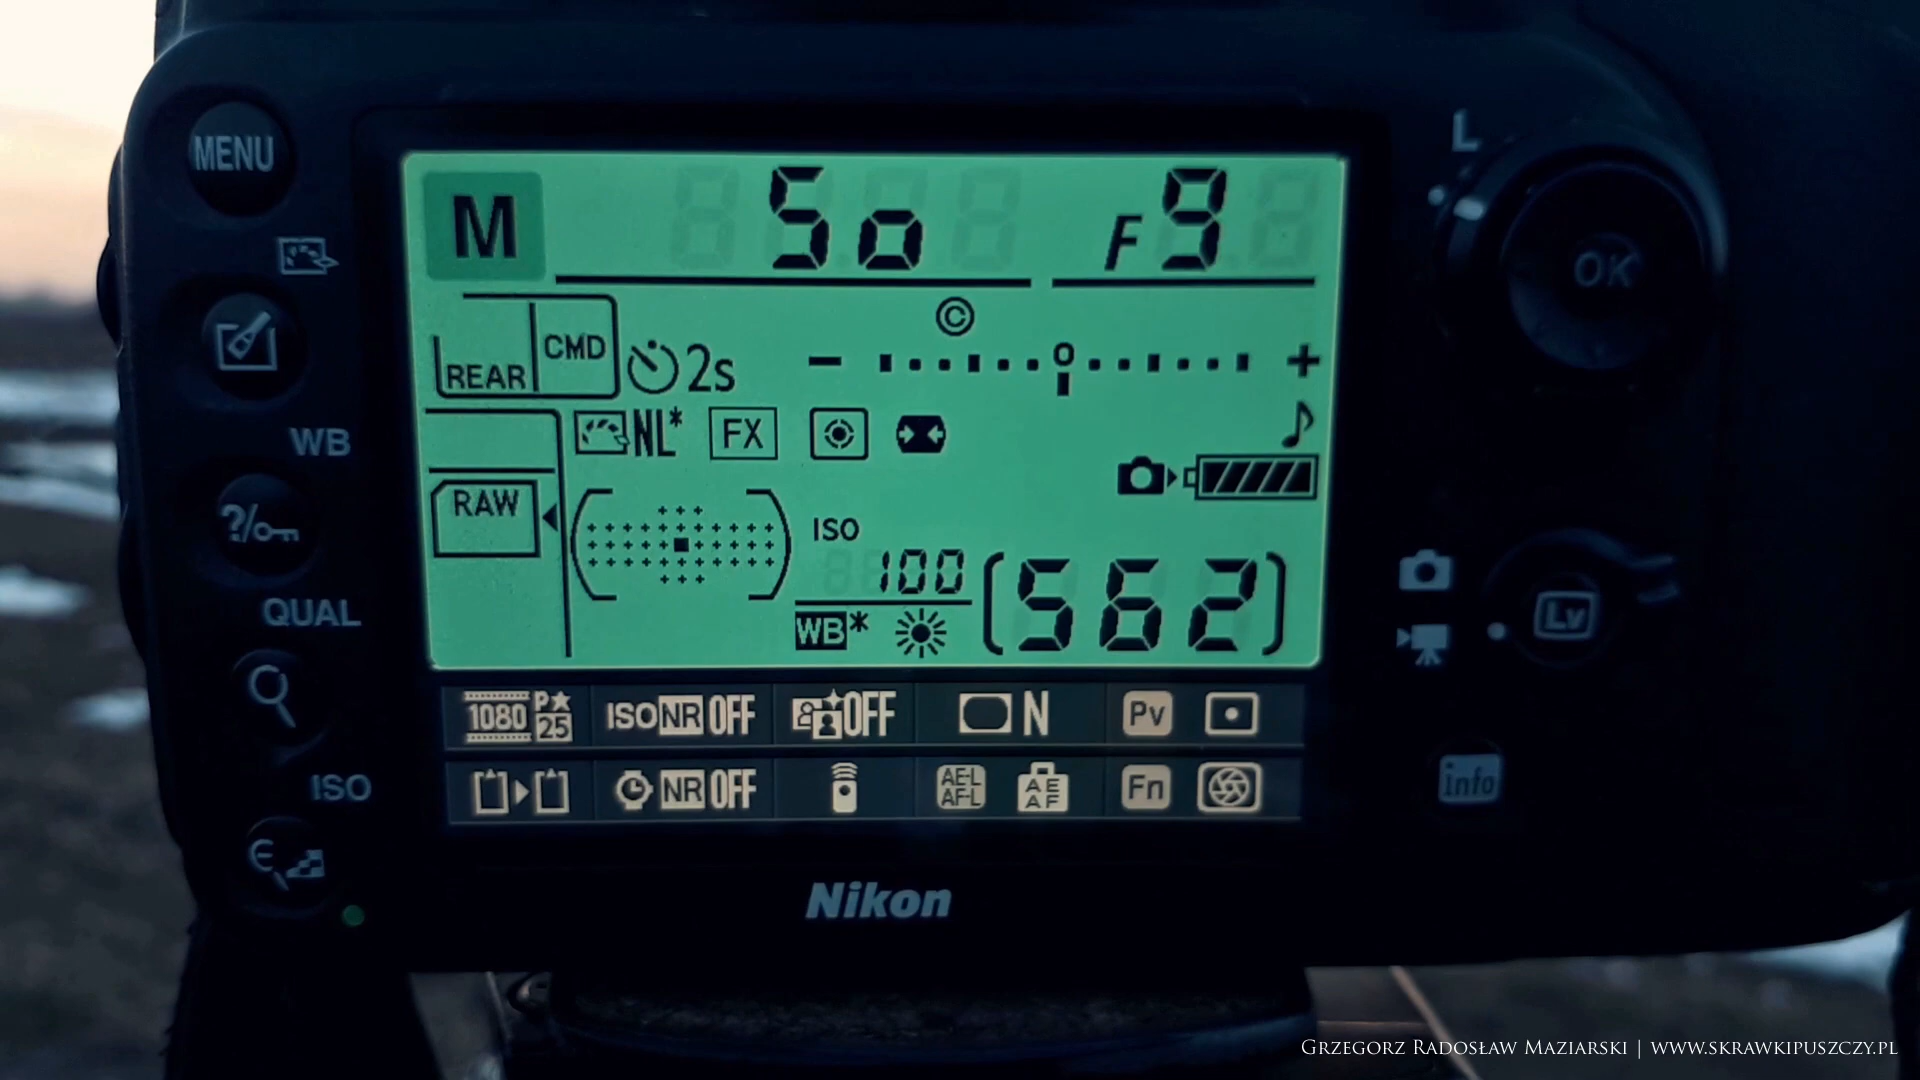 MENU
L
M 50 F9
OK
©
REAR CMD 2s - 0 +
NL* FX
WB
RAW
?/
ISO
100 [562]
WB*
Lv
QUAL
1080 P★ 25 ISO NR OFF OFF N Pv
NR OFF AE-L AF-L AE AF Fn
info
ISO
Nikon
GRZEGORZ RADOSŁAW MAZIARSKI | WWW.SKRAWKIPUSZCZY.PL